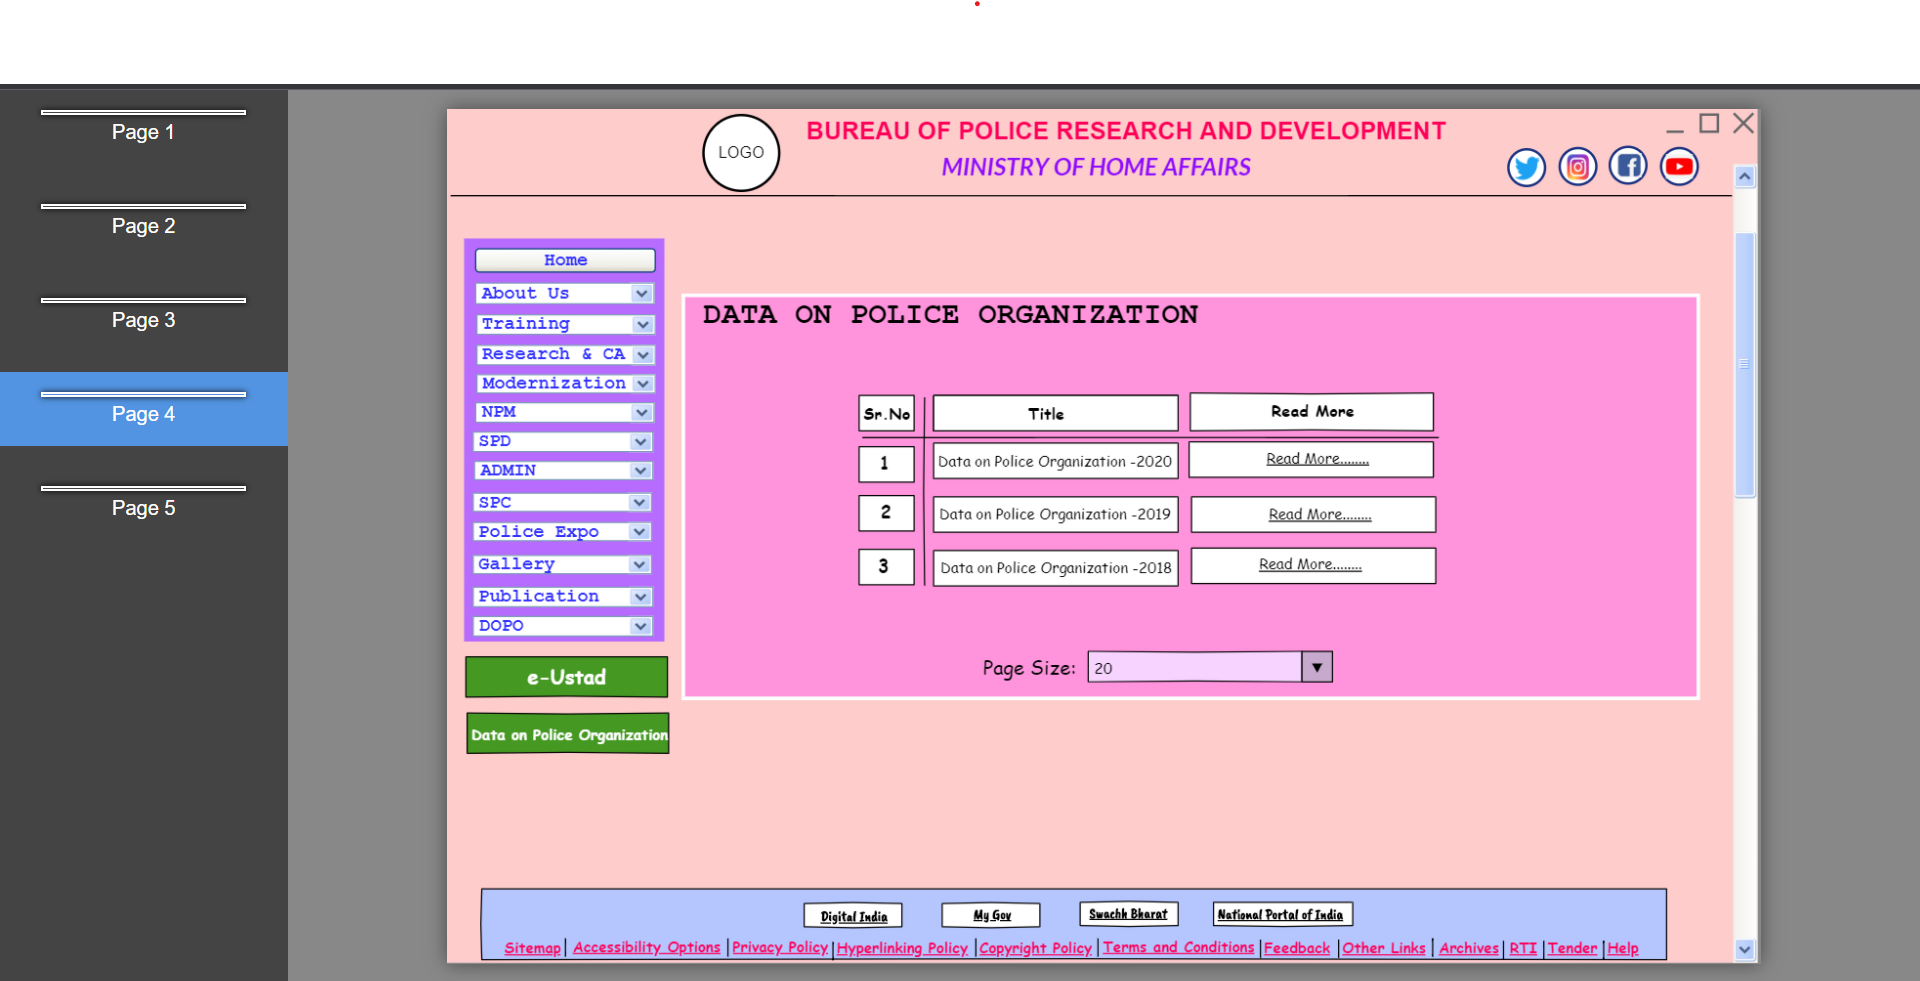 Page 1
Page 2
Page 3
Page 4
Page 5
LOGO
BUREAU OF POLICE RESEARCH AND DEVELOPMENT
MINISTRY OF HOME AFFAIRS
Home
About Us
Training
Research & CA
Modernization
NPM
SPD
ADMIN
SPC
Police Expo
Gallery
Publication
DOPO
e-Ustad
Data on Police Organization
DATA ON POLICE ORGANIZATION
Sr.No Title Read More
1 Data on Police Organization -2020 Read More........
2 Data on Police Organization -2019 Read More........
3 Data on Police Organization -2018 Read More........
Page Size: 20
Digital India My Gov Swachh Bharat National Portal of India
Sitemap| Accessibility Options |Privacy Policy|Hyperlinking Policy |Copyright Policy|Terms and Conditions|Feedback |Other Links | Archives| RTI |Tender |Help